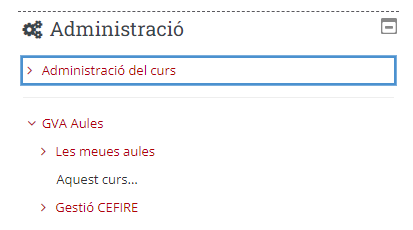 Administració
Administració del curs
GVA Aules
Les meues aules
Aquest curs...
Gestió CEFIRE